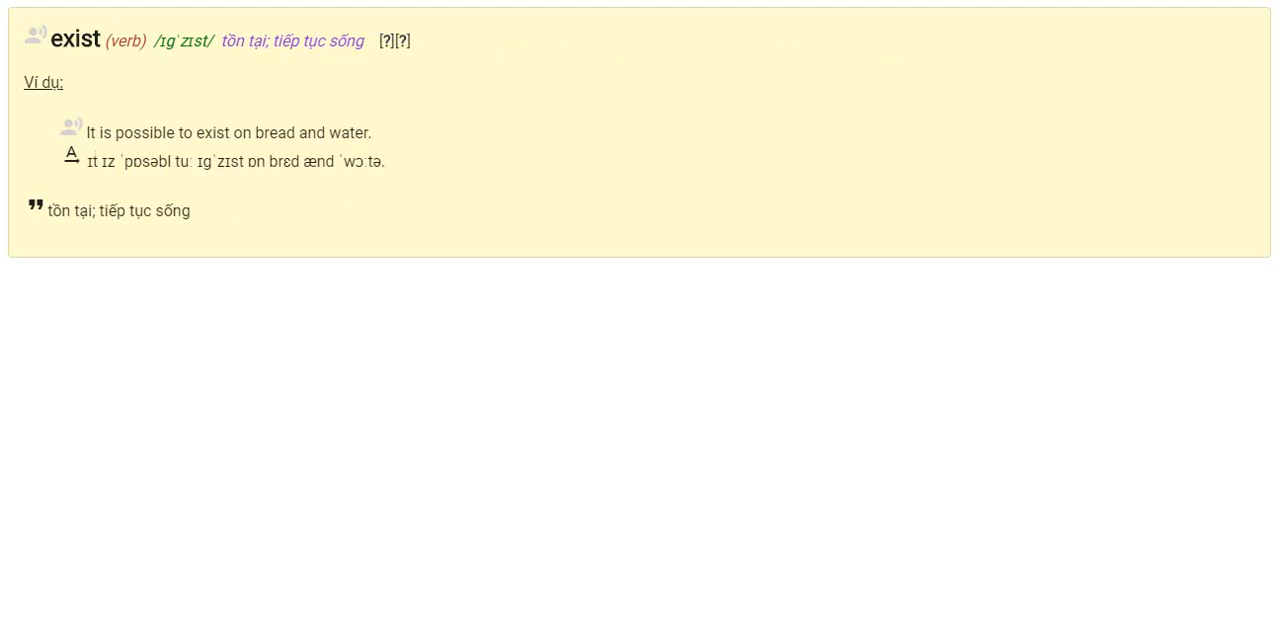 exist (verb) /ɪɡˈzɪst/ tồn tại; tiếp tục sống [?][?]
Ví dụ:
It is possible to exist on bread and water.
ɪt ɪz ˈpɒsəbl tuː ɪgˈzɪst ɒn brɛd ænd ˈwɔːtə.
tồn tại; tiếp tục sống